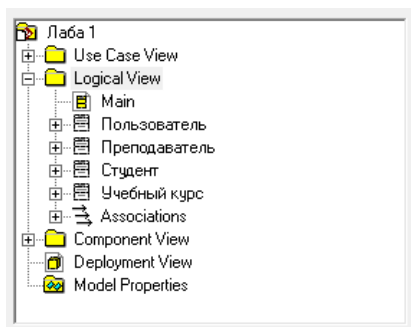 Лаба 1
Use Case View
Logical View
Main
Пользователь
Преподаватель
Студент
Учебный курс
Associations
Component View
Deployment View
Model Properties